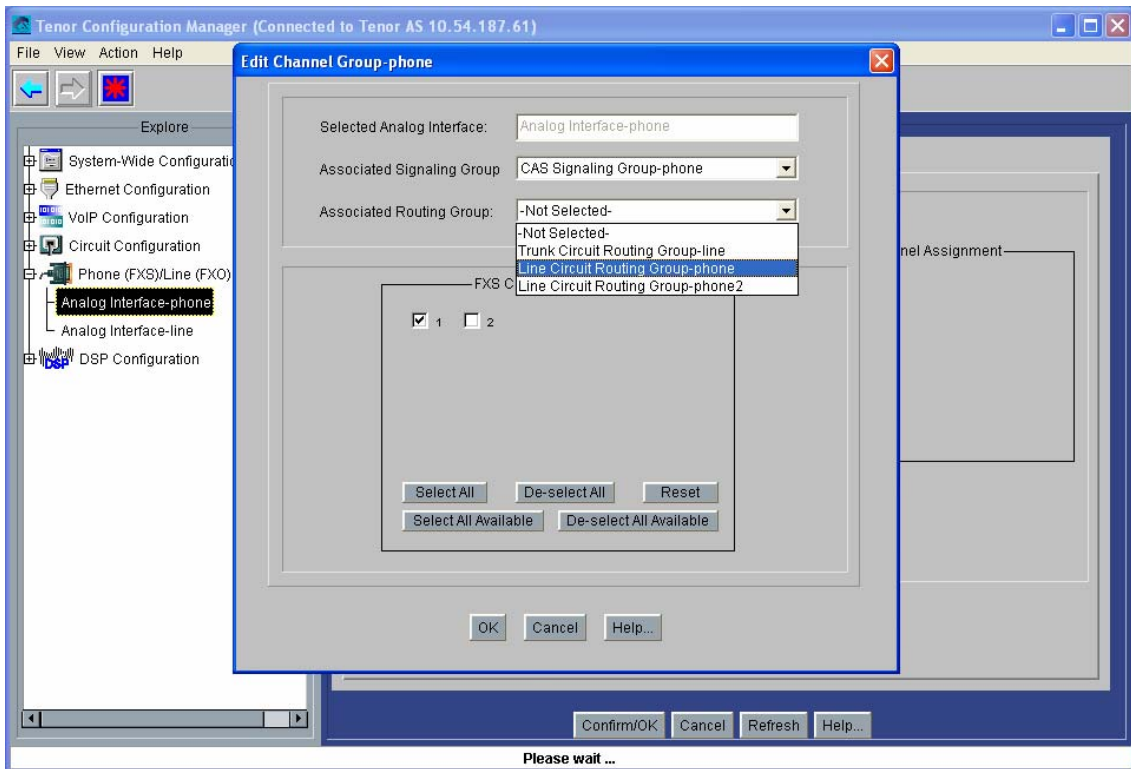 Tenor Configuration Manager (Connected to Tenor AS 10.54.187.61)
File View Action Help
Edit Channel Group-phone
Explore
System-Wide Configuratio
Ethernet Configuration
VoIP Configuration
Circuit Configuration
Phone (FXS)/Line (FXO)
Analog Interface-phone
Analog Interface-line
DSP
DSP Configuration
Selected Analog Interface: Analog Interface-phone
Associated Signaling Group CAS Signaling Group-phone
Associated Routing Group: -Not Selected-
-Not Selected-
Trunk Circuit Routing Group-line
Line Circuit Routing Group-phone
Line Circuit Routing Group-phone2
nel Assignment
FXS C
1 2
Select All De-select All Reset
Select All Available De-select All Available
OK Cancel Help...
Confirm/OK Cancel Refresh Help...
Please wait ...